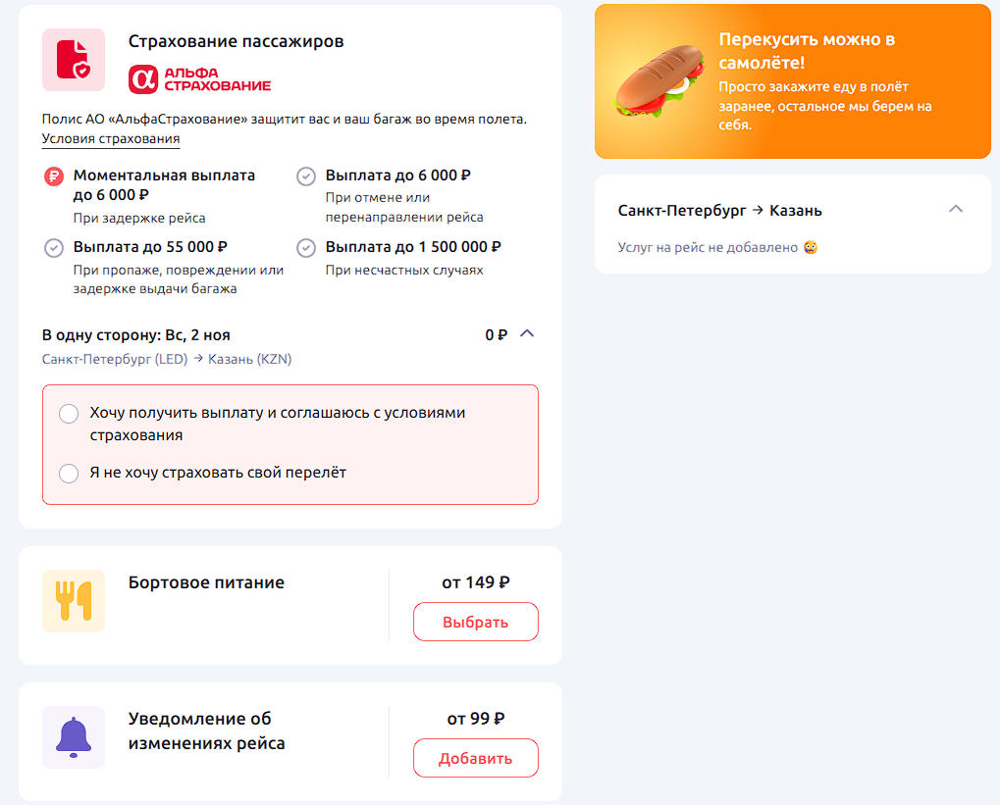 Страхование пассажиров
АЛЬФА
СТРАХОВАНИЕ
Полис АО «АльфаСтрахование» защитит вас и ваш багаж во время полета.
Условия страхования
Моментальная выплата
до 6 000 ₽
При задержке рейса
Выплата до 6 000 ₽
При отмене или
перенаправлении рейса
Выплата до 55 000 ₽
При пропаже, повреждении или
задержке выдачи багажа
Выплата до 1 500 000 ₽
При несчастных случаях
В одну сторону: Вс, 2 ноя
0 ₽
Санкт-Петербург (LED) → Казань (KZN)
Хочу получить выплату и соглашаюсь с условиями
страхования
Я не хочу страховать свой перелёт
Бортовое питание
от 149 ₽
Выбрать
Уведомление об
изменениях рейса
от 99 ₽
Добавить
Перекусить можно в
самолёте!
Просто закажите еду в полёт
заранее, остальное мы берем на
себя.
Санкт-Петербург → Казань
Услуг на рейс не добавлено 😰